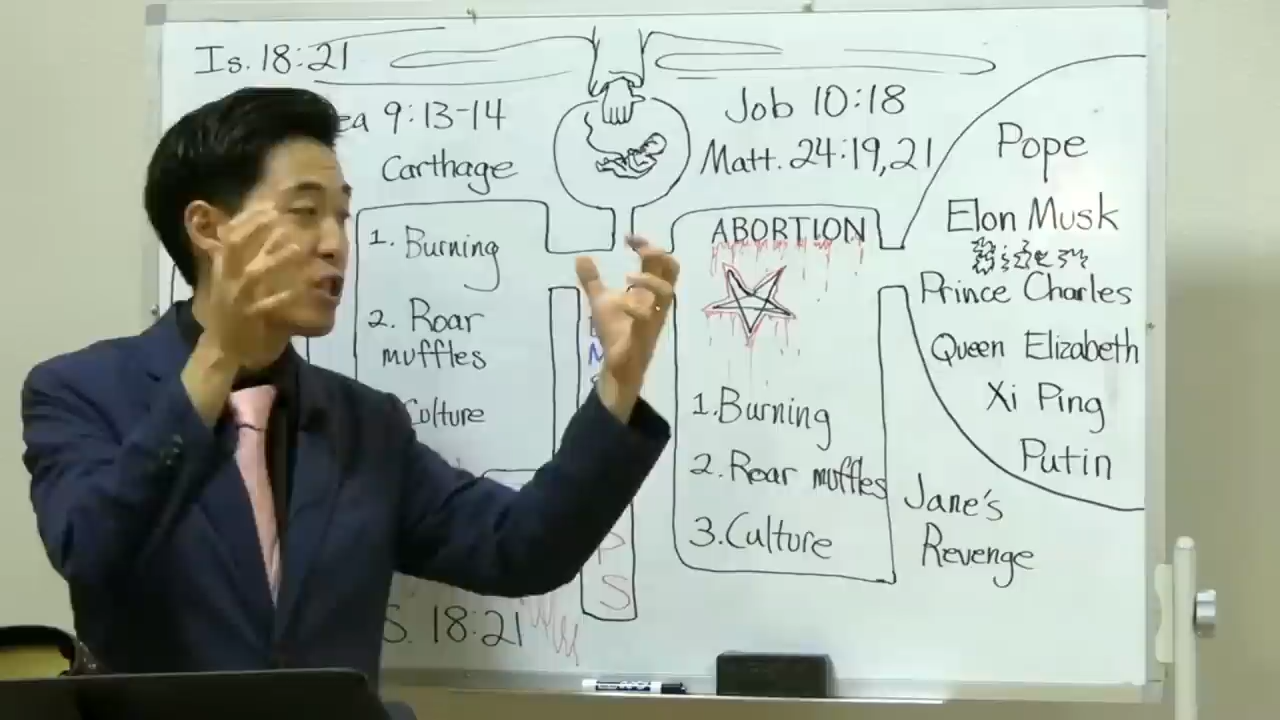 Is. 18:21
ea 9:13-14
Carthage
1. Burning
2. Roar
muffles
Culture
S. 18:21
M
P
S
Job 10:18
Matt. 24:19,21
ABORTION
1. Burning
2. Roar muffles
3. Culture
Pope
Elon Musk
Prince Charles
Queen Elizabeth
Xi Ping
Putin
Jane's
Revenge